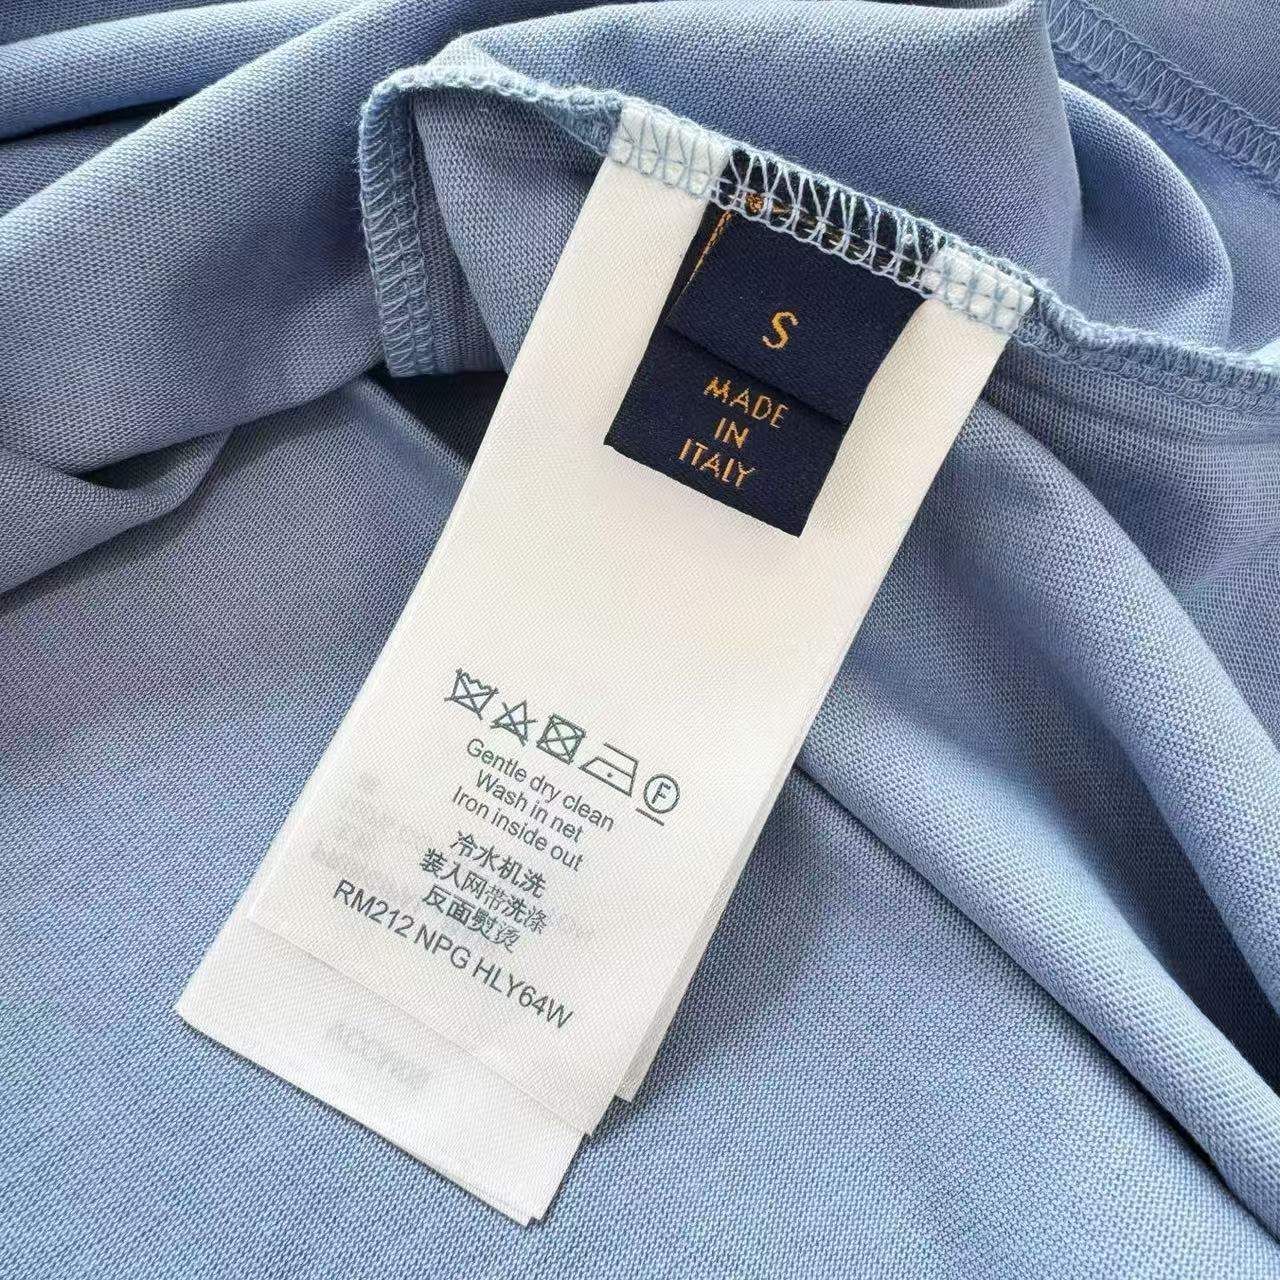 S
MADE
IN
ITALY
F
Gentle dry clean
Wash in net
Iron inside out
冷水机洗
装入网带洗涤
反面熨烫
RM212 NPG HLY64W